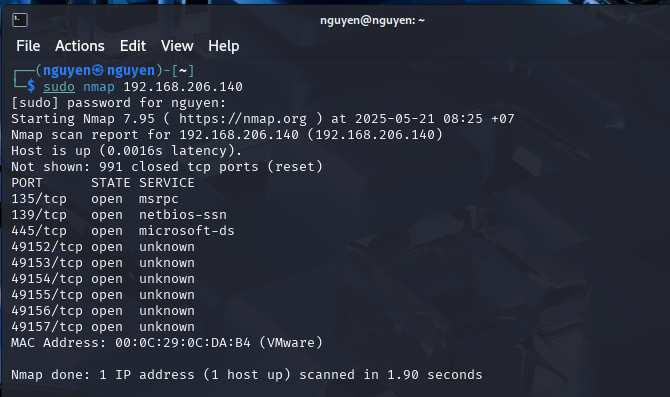 nguyen@nguyen: ~
File Actions Edit View Help
┌──(nguyen㉿nguyen)-[~]
└─$ sudo nmap 192.168.206.140
[sudo] password for nguyen:
Starting Nmap 7.95 ( https://nmap.org ) at 2025-05-21 08:25 +07
Nmap scan report for 192.168.206.140 (192.168.206.140)
Host is up (0.0016s latency).
Not shown: 991 closed tcp ports (reset)
PORT      STATE SERVICE
135/tcp   open  msrpc
139/tcp   open  netbios-ssn
445/tcp   open  microsoft-ds
49152/tcp open  unknown
49153/tcp open  unknown
49154/tcp open  unknown
49155/tcp open  unknown
49156/tcp open  unknown
49157/tcp open  unknown
MAC Address: 00:0C:29:0C:DA:B4 (VMware)
Nmap done: 1 IP address (1 host up) scanned in 1.90 seconds